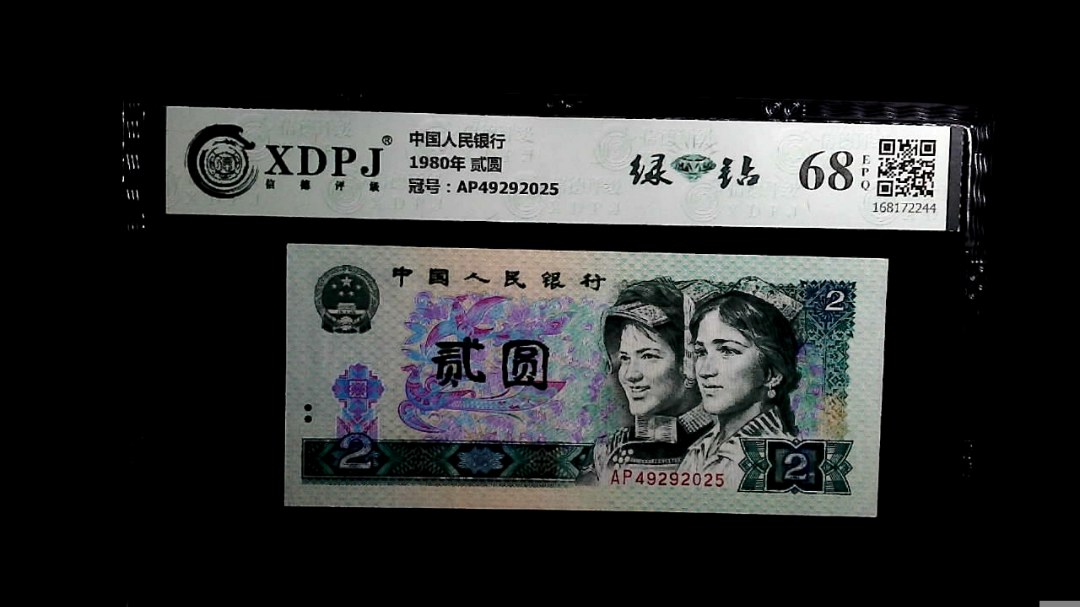 XDPJ®
信德评级
中国人民银行
1980年 贰圆
冠号：AP49292025
绿钻
68
EPQ
168172244
中国人民银行
2
贰圆
2
2
AP49292025